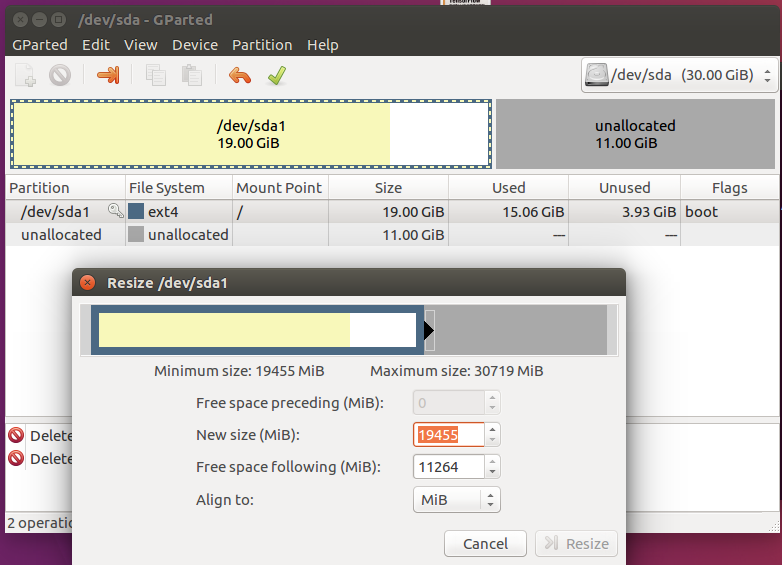 /dev/sda - GParted
GParted Edit View Device Partition Help
/dev/sda (30.00 GiB)
/dev/sda1
19.00 GiB
unallocated
11.00 GiB
Partition File System Mount Point Size Used Unused Flags
/dev/sda1 ext4 / 19.00 GiB 15.06 GiB 3.93 GiB boot
unallocated unallocated 11.00 GiB --- ---
Resize /dev/sda1
Minimum size: 19455 MiB Maximum size: 30719 MiB
Free space preceding (MiB): 0
New size (MiB): 19455
Free space following (MiB): 11264
Align to: MiB
Cancel Resize
Delete
Delete
2 operatio